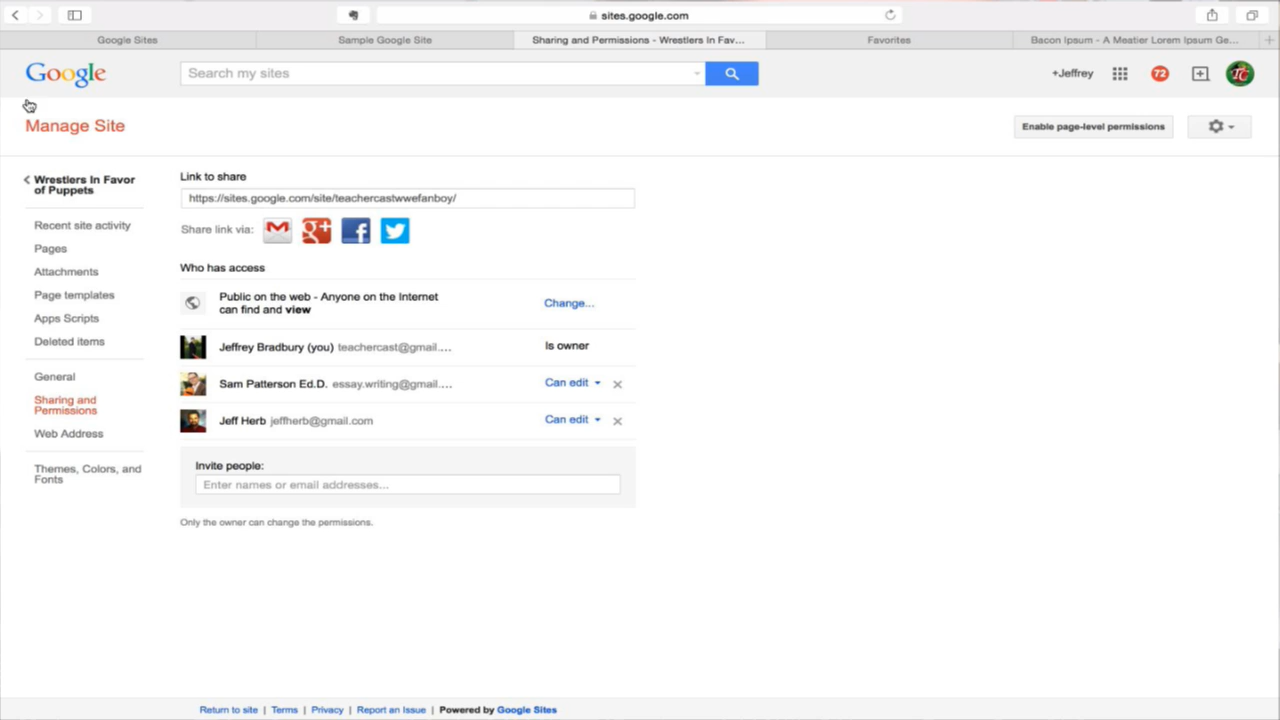 sites.google.com
Google Sites
Sample Google Site
Sharing and Permissions - Wrestlers In Fav...
Favorites
Bacon Ipsum - A Meatier Lorem Ipsum Ge...
Google
Search my sites
+Jeffrey
72
TC
Manage Site
Enable page-level permissions
Wrestlers In Favor
of Puppets
Recent site activity
Pages
Attachments
Page templates
Apps Scripts
Deleted items
General
Sharing and
Permissions
Web Address
Themes, Colors, and
Fonts
Link to share
https://sites.google.com/site/teachercastwwefanboy/
Share link via:
Who has access
Public on the web - Anyone on the Internet
can find and view
Change...
Jeffrey Bradbury (you) teachercast@gmail....
Is owner
Sam Patterson Ed.D. essay.writing@gmail....
Can edit
Jeff Herb jeffherb@gmail.com
Can edit
Invite people:
Enter names or email addresses...
Only the owner can change the permissions.
Return to site | Terms | Privacy | Report an Issue | Powered by Google Sites